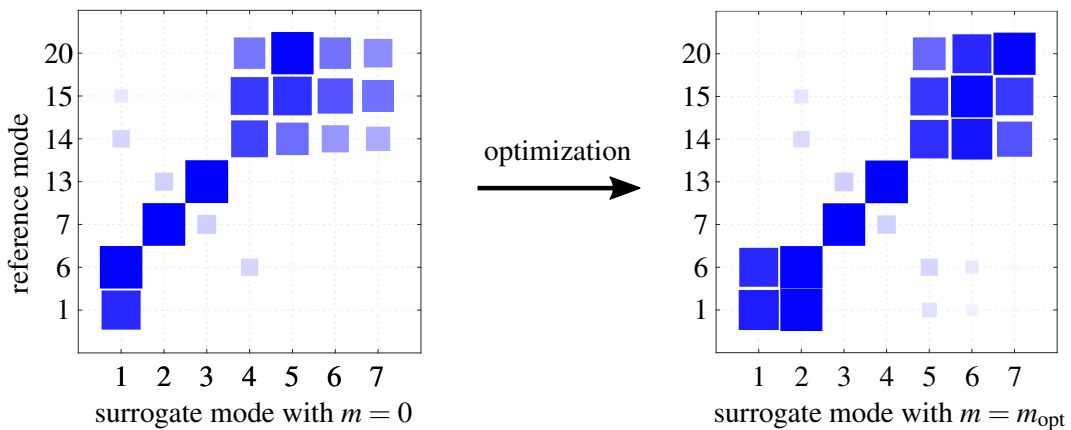 reference mode
20
15
14
13
7
6
1
1 2 3 4 5 6 7
surrogate mode with m = 0
optimization
20
15
14
13
7
6
1
1 2 3 4 5 6 7
surrogate mode with m = mopt